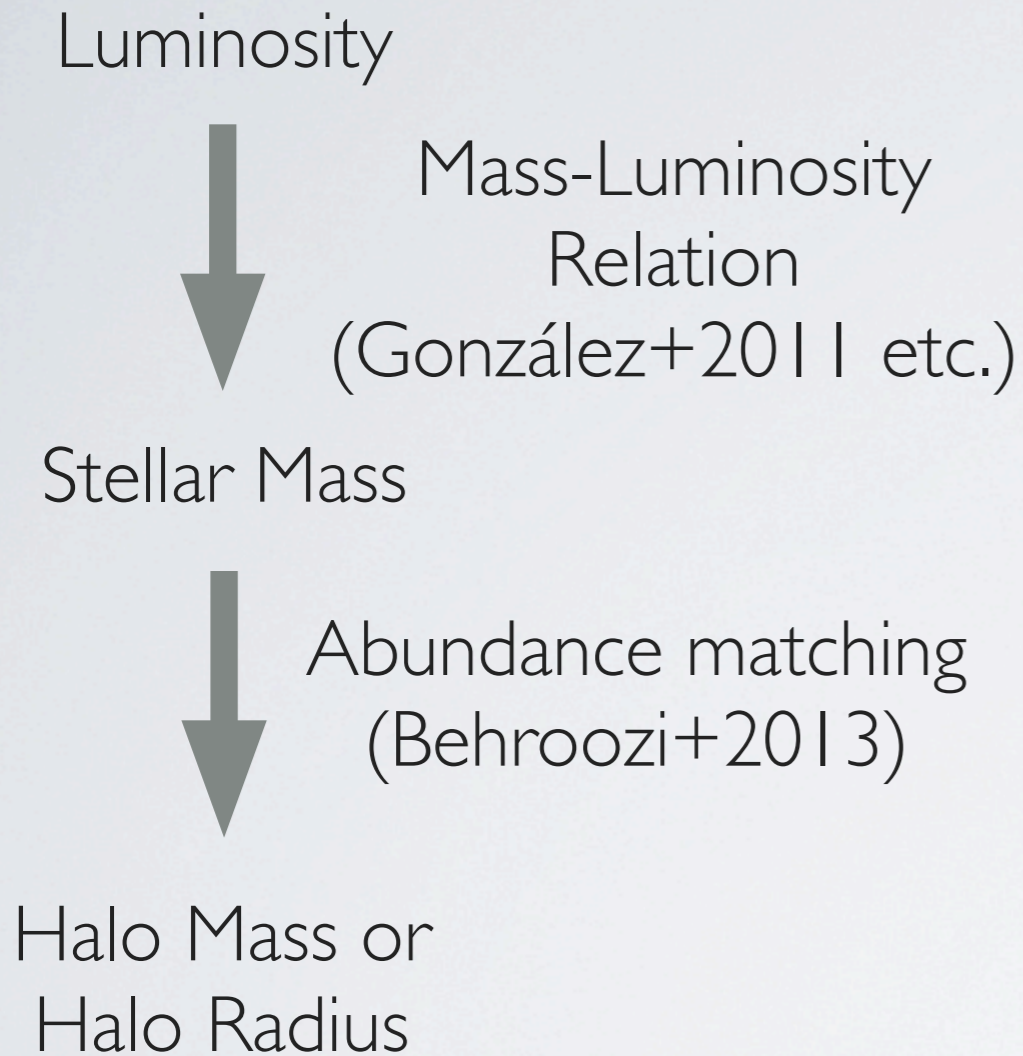 Luminosity
Mass-Luminosity
Relation
(González+2011 etc.)
Stellar Mass
Abundance matching
(Behroozi+2013)
Halo Mass or
Halo Radius